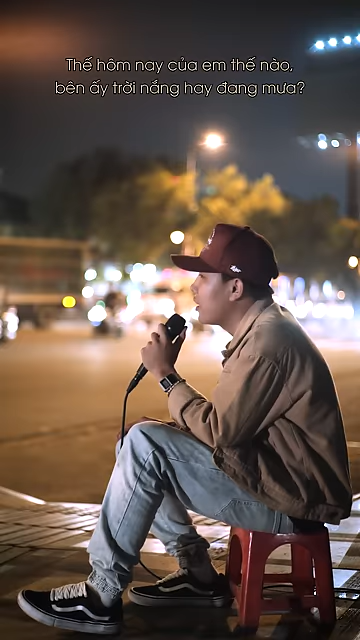 Thế hôm nay của em thế nào,
bên ấy trời nắng hay đang mưa?